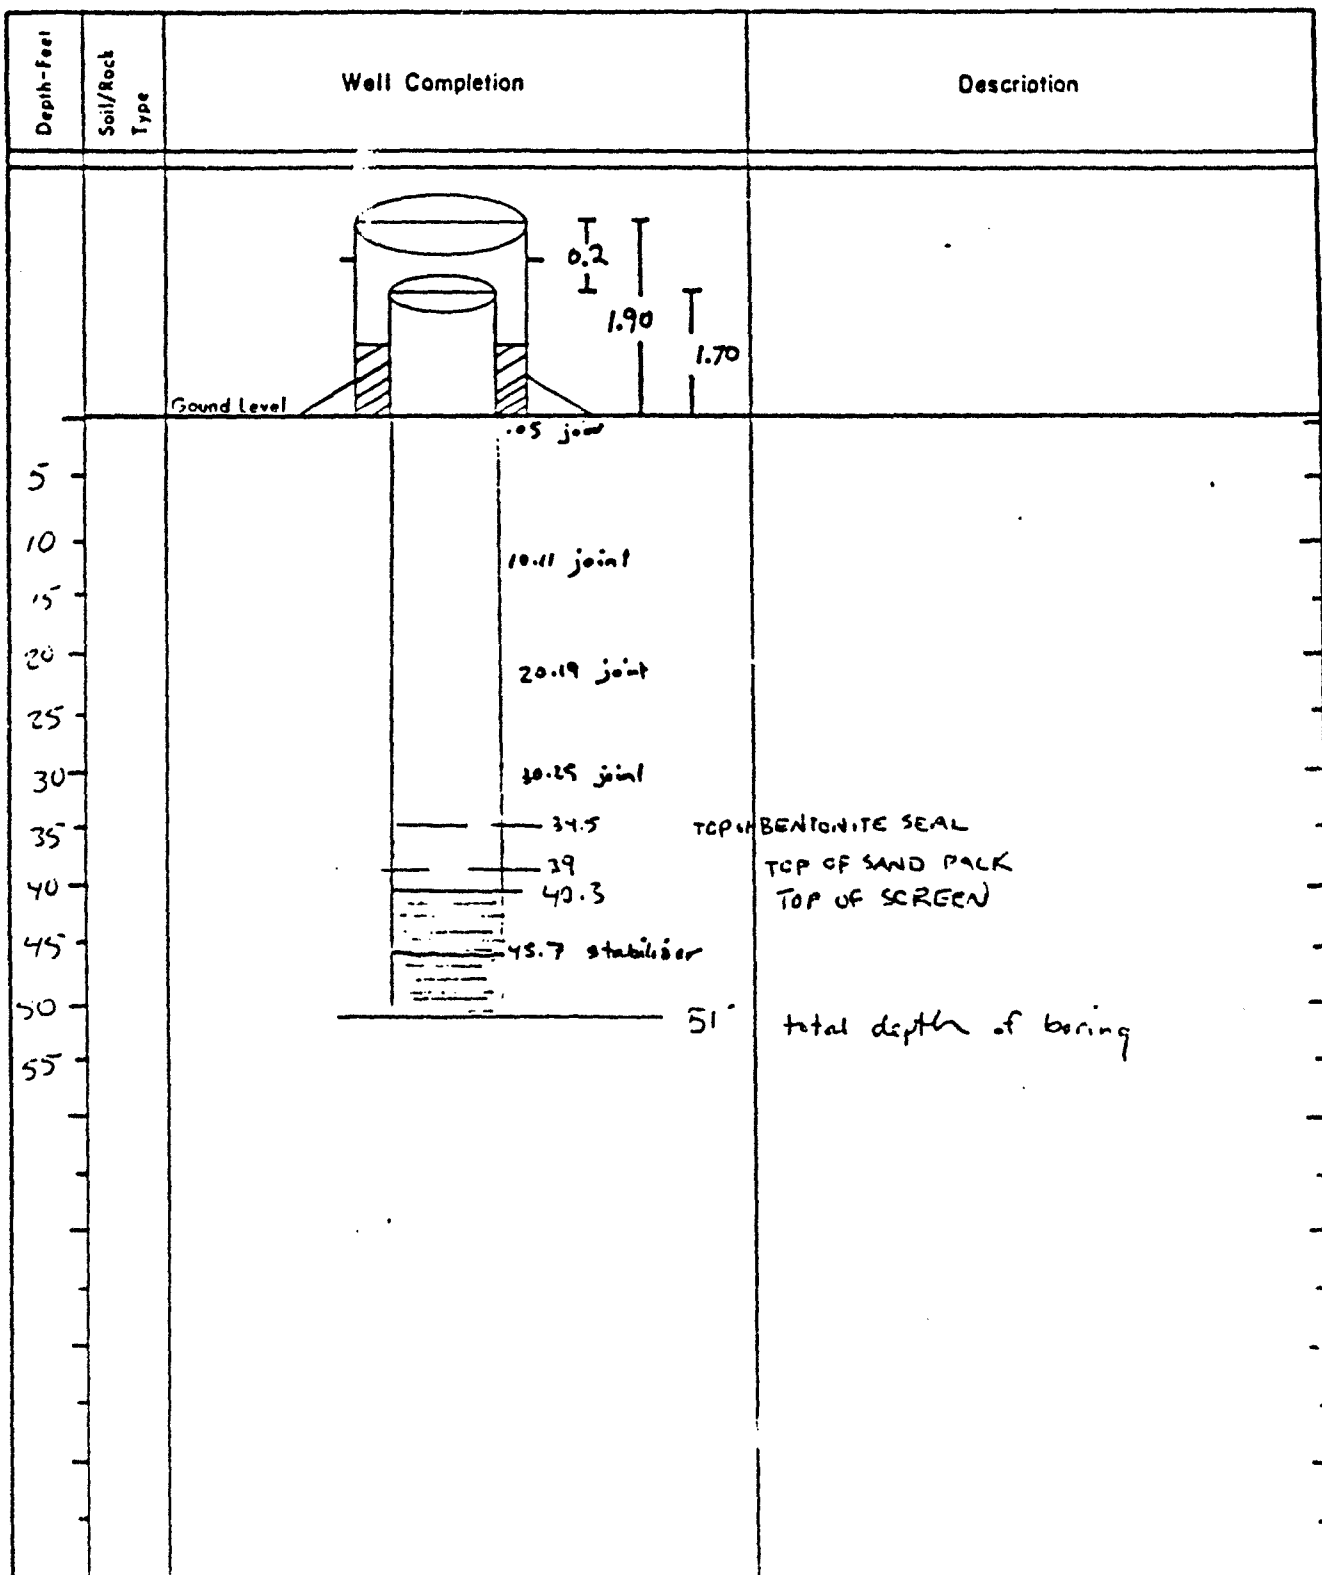 Depth-Feet
Soil/Rock
Type
Well Completion
Description
0.2
1.90
1.70
Gound Level
.05 joint
5
10
10.11 joint
15
20
20.19 joint
25
30
30.25 joint
35
34.5
TOP BENTONITE SEAL
39
TOP OF SAND PACK
40
40.3
TOP OF SCREEN
45
45.7 stabilizer
50
51'
total depth of boring
55